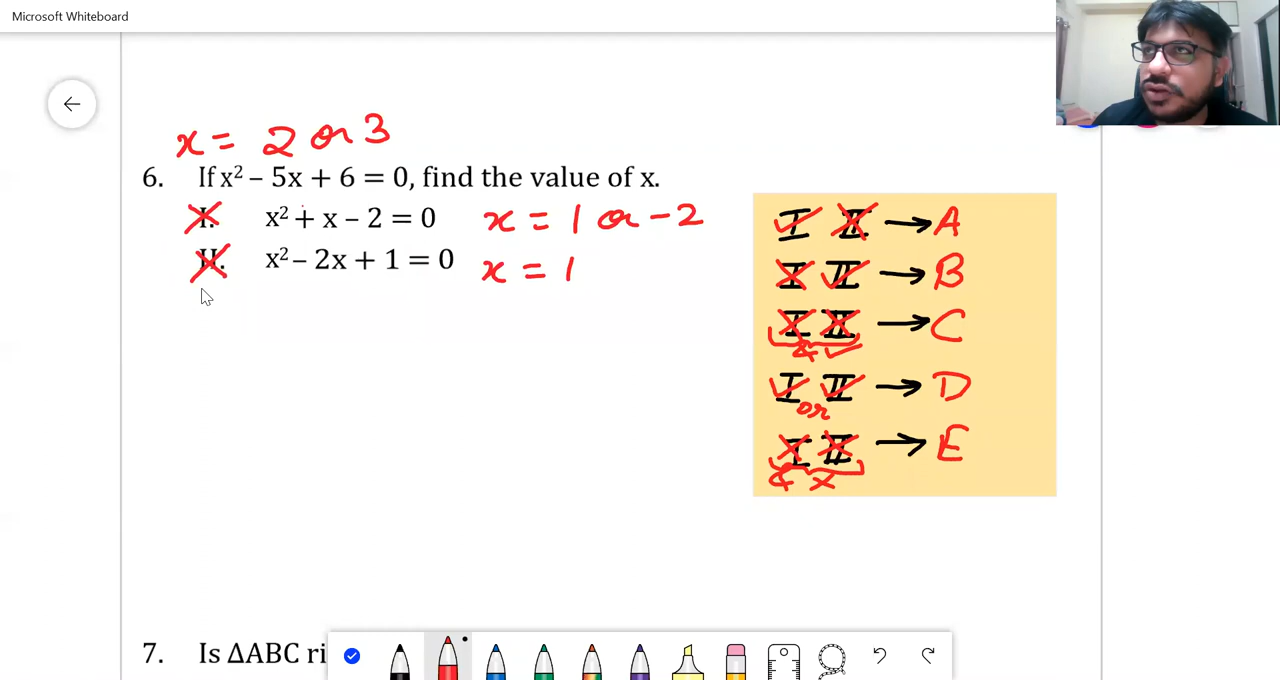 Microsoft Whiteboard
x = 2 or 3
6. If x² – 5x + 6 = 0, find the value of x.
I. x² + x – 2 = 0 x = 1 or -2
II. x² – 2x + 1 = 0 x = 1
I II → A
I II → B
I II → C
&
I II → D
or
I II → E
&
7. Is ΔABC ri